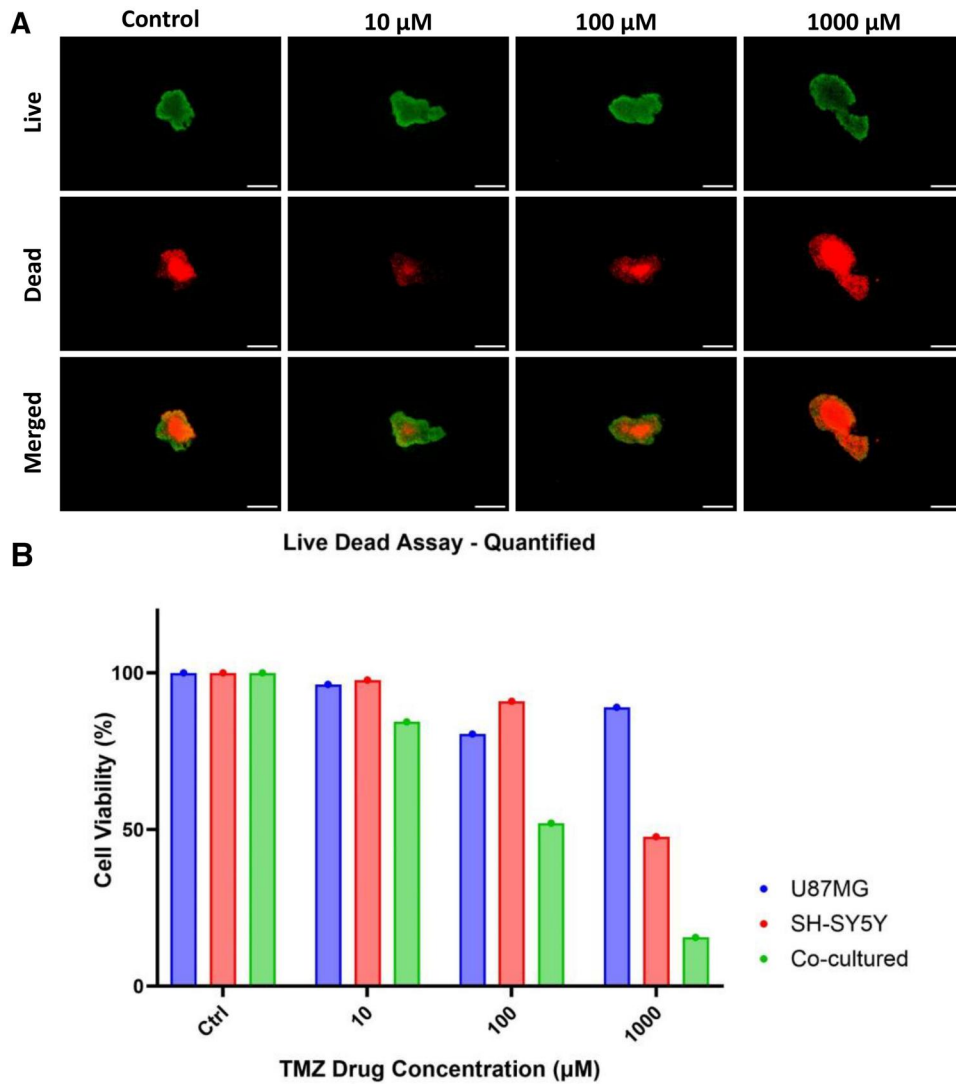 A
Control
10 µM
100 µM
1000 µM
Live
Dead
Merged
B
Live Dead Assay - Quantified
Cell Viability (%)
100
50
0
Ctrl
10
100
1000
TMZ Drug Concentration (µM)
U87MG
SH-SY5Y
Co-cultured